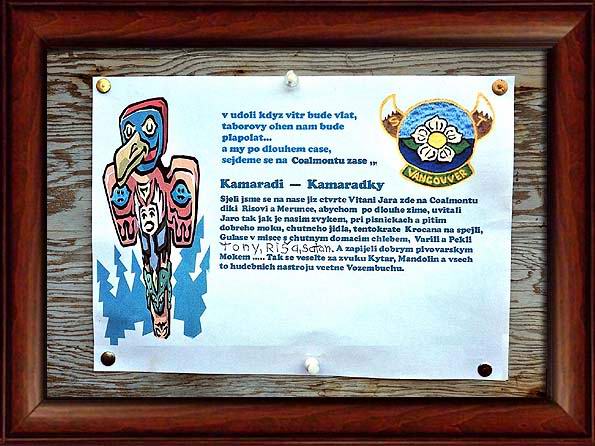 v udoli kdyz vitr bude vlat,
taborovy ohen nam bude
plapolat...
a my po dlouhem case,
sejdeme se na Coalmontu zase ,,,
VANCOUVER
Kamaradi — Kamaradky
Sjeli jsme se na nase jiz ctvrte Vitani Jara zde na Coalmontu
diki Risovi a Merunce, abychom po dlouhe zime, uvitali
Jaro tak jak je nasim zvykem, pri pisnickach a pitim
dobreho moku, chutneho jidla, tentokrate Krocana na spejli,
Gulase v misce s chutnym domacim chlebem, Varili a Pekli
Tony, Risa, Satan. A zapijeli dobrym pivovarskym
Mokem ..... Tak se veselte za zvuku Kytar, Mandolin a vsech
to hudebnich nastroju vcetne Vozembuchu.